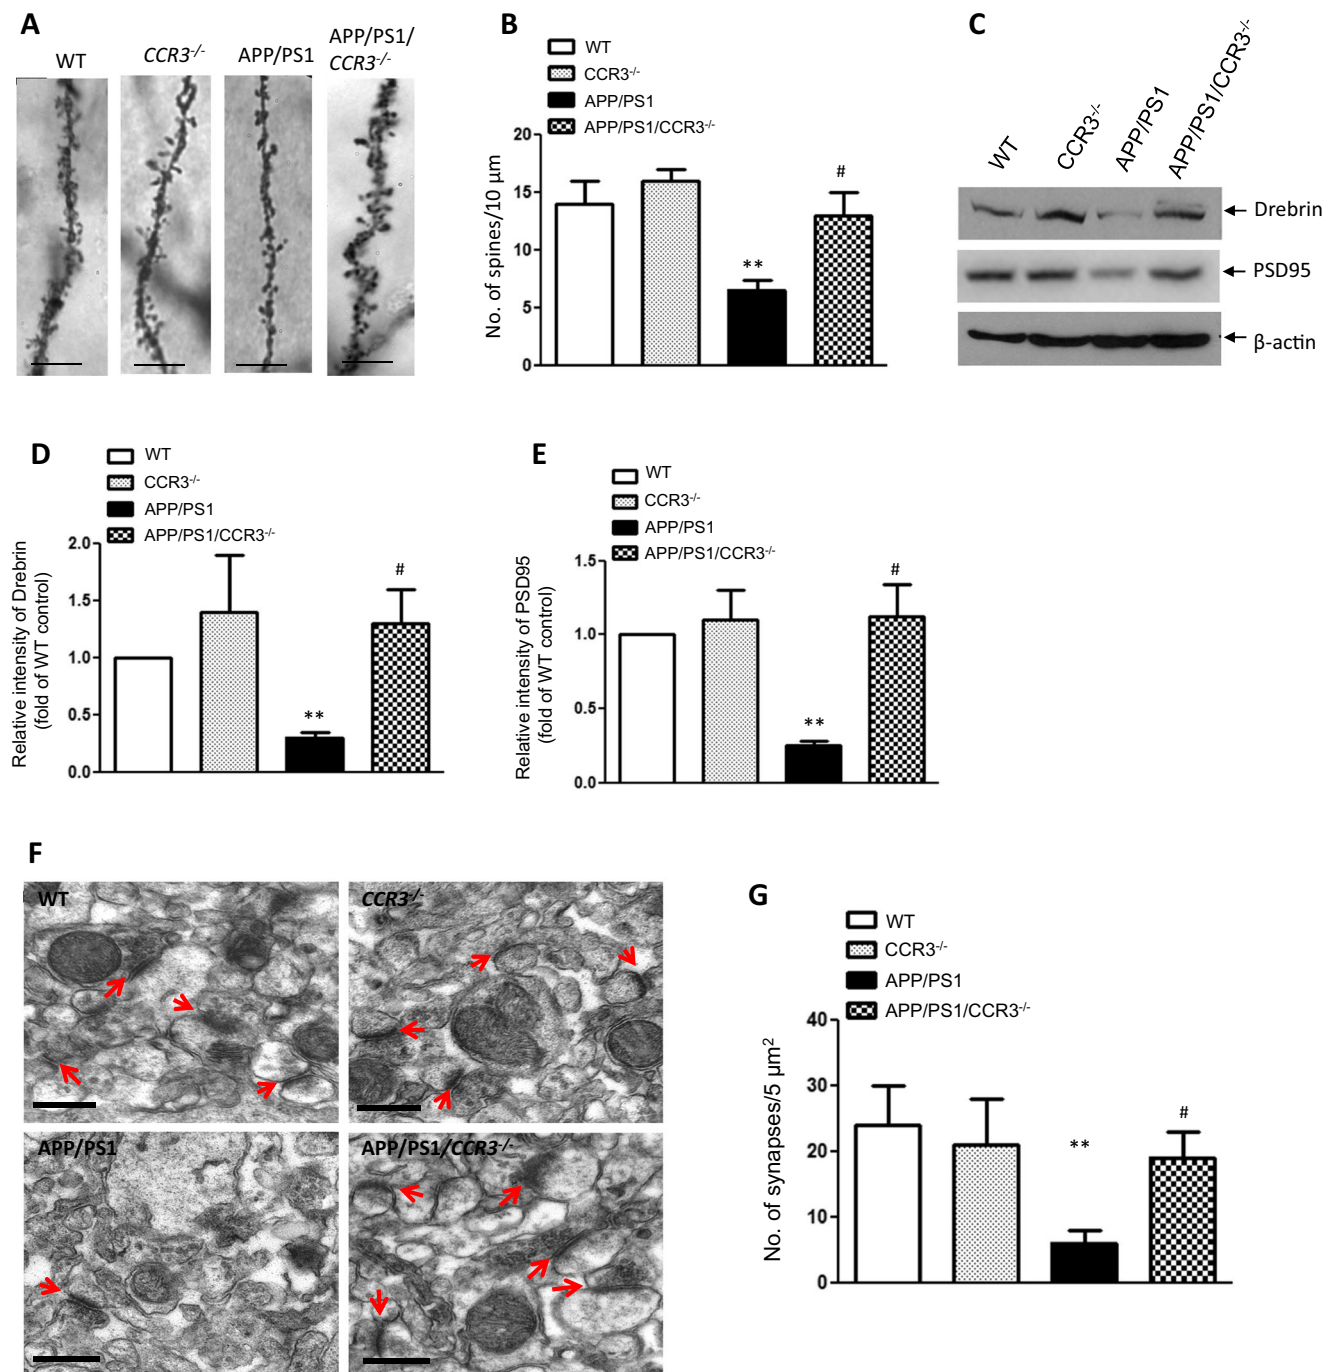 A
WT
CCR3-/-
APP/PS1
APP/PS1/
CCR3-/-
B
WT
CCR3-/-
APP/PS1
APP/PS1/CCR3-/-
No. of spines/10 µm
20
15
10
5
0
**
#
C
WT
CCR3-/-
APP/PS1
APP/PS1/CCR3-/-
Drebrin
PSD95
β-actin
D
WT
CCR3-/-
APP/PS1
APP/PS1/CCR3-/-
Relative intensity of Drebrin
(fold of WT control)
2.0
1.5
1.0
0.5
0.0
**
#
E
WT
CCR3-/-
APP/PS1
APP/PS1/CCR3-/-
Relative intensity of PSD95
(fold of WT control)
1.5
1.0
0.5
0.0
**
#
F
WT
CCR3-/-
APP/PS1
APP/PS1/CCR3-/-
G
WT
CCR3-/-
APP/PS1
APP/PS1/CCR3-/-
No. of synapses/5 µm2
40
30
20
10
0
**
#